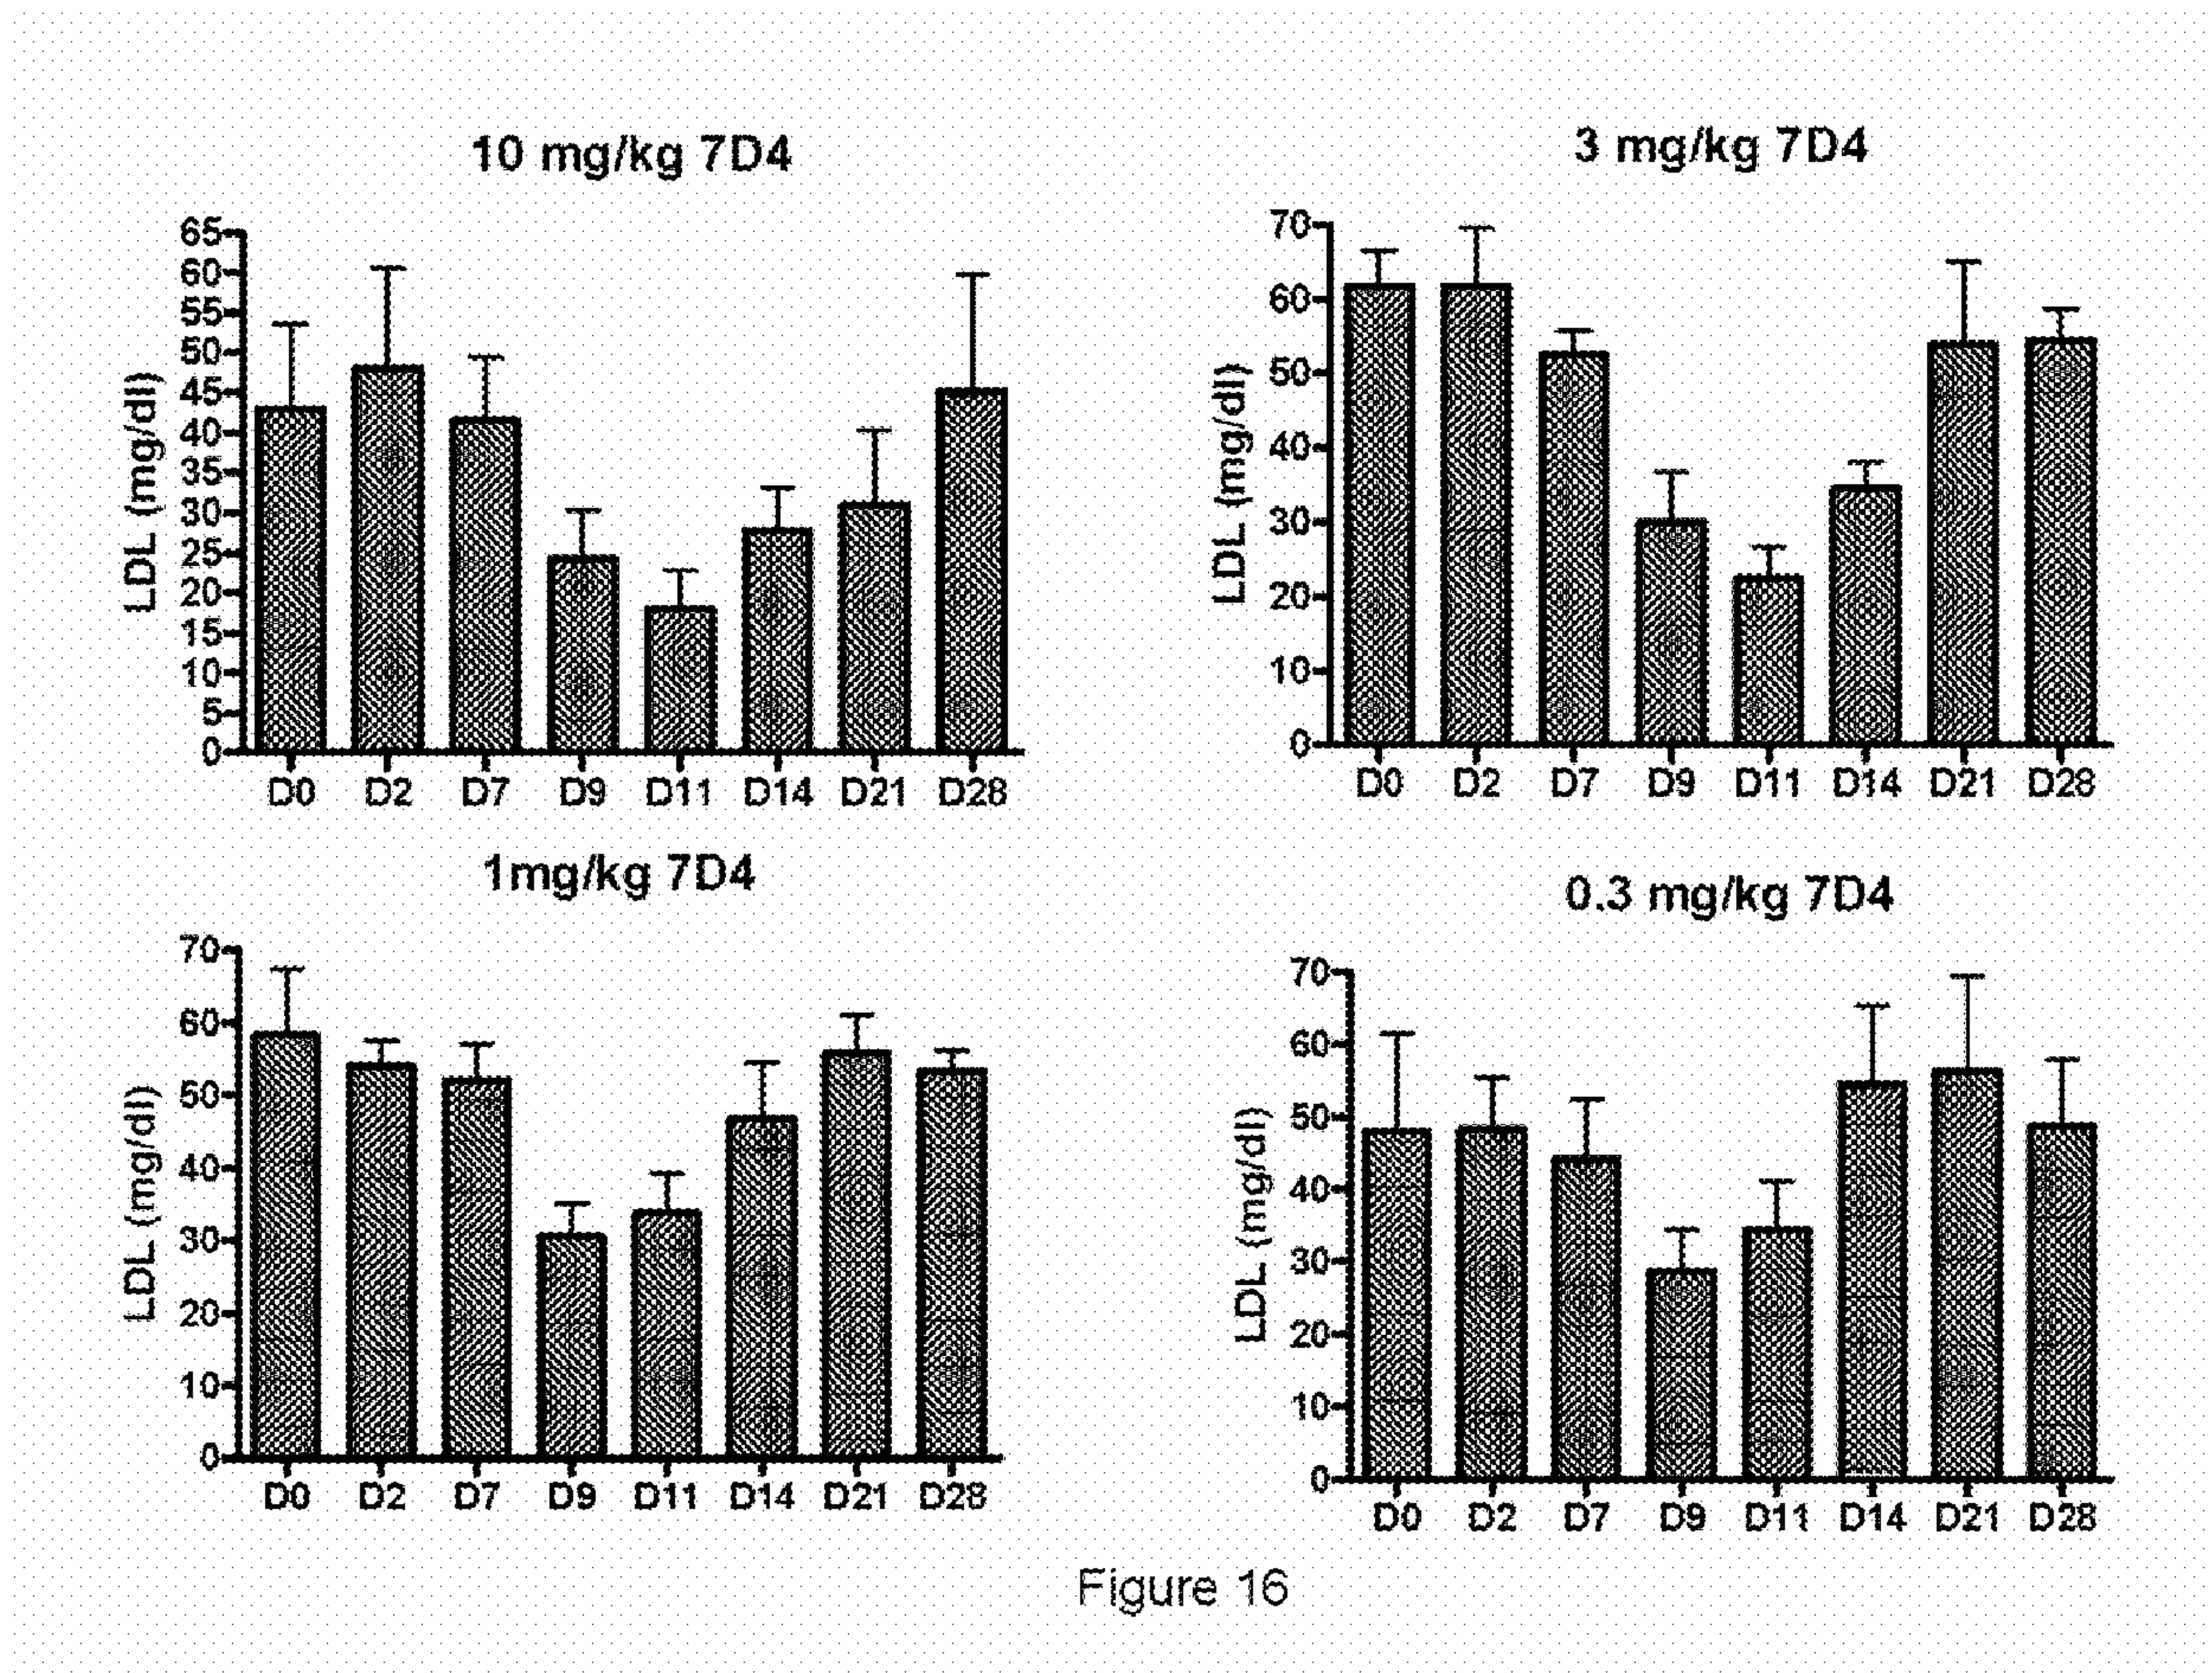 10 mg/kg 7D4
LDL (mg/dl)
65
60
55
50
45
40
35
30
25
20
15
10
5
0
D0 D2 D7 D9 D11 D14 D21 D28
3 mg/kg 7D4
LDL (mg/dl)
70
60
50
40
30
20
10
0
D0 D2 D7 D9 D11 D14 D21 D28
1mg/kg 7D4
LDL (mg/dl)
70
60
50
40
30
20
10
0
D0 D2 D7 D9 D11 D14 D21 D28
0.3 mg/kg 7D4
LDL (mg/dl)
70
60
50
40
30
20
10
0
D0 D2 D7 D9 D11 D14 D21 D28
Figure 16